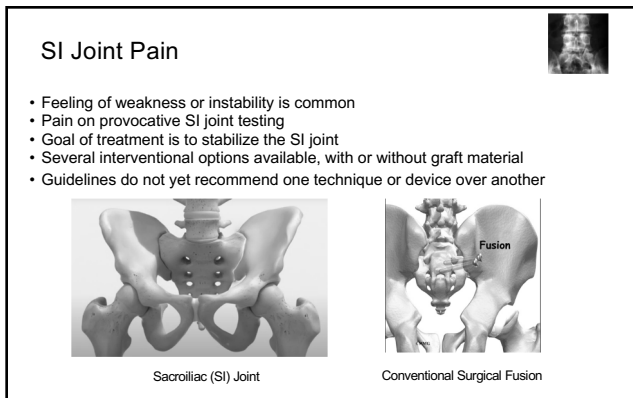 SI Joint Pain
• Feeling of weakness or instability is common
• Pain on provocative SI joint testing
• Goal of treatment is to stabilize the SI joint
• Several interventional options available, with or without graft material
• Guidelines do not yet recommend one technique or device over another
Fusion
Sacroiliac (SI) Joint
Conventional Surgical Fusion